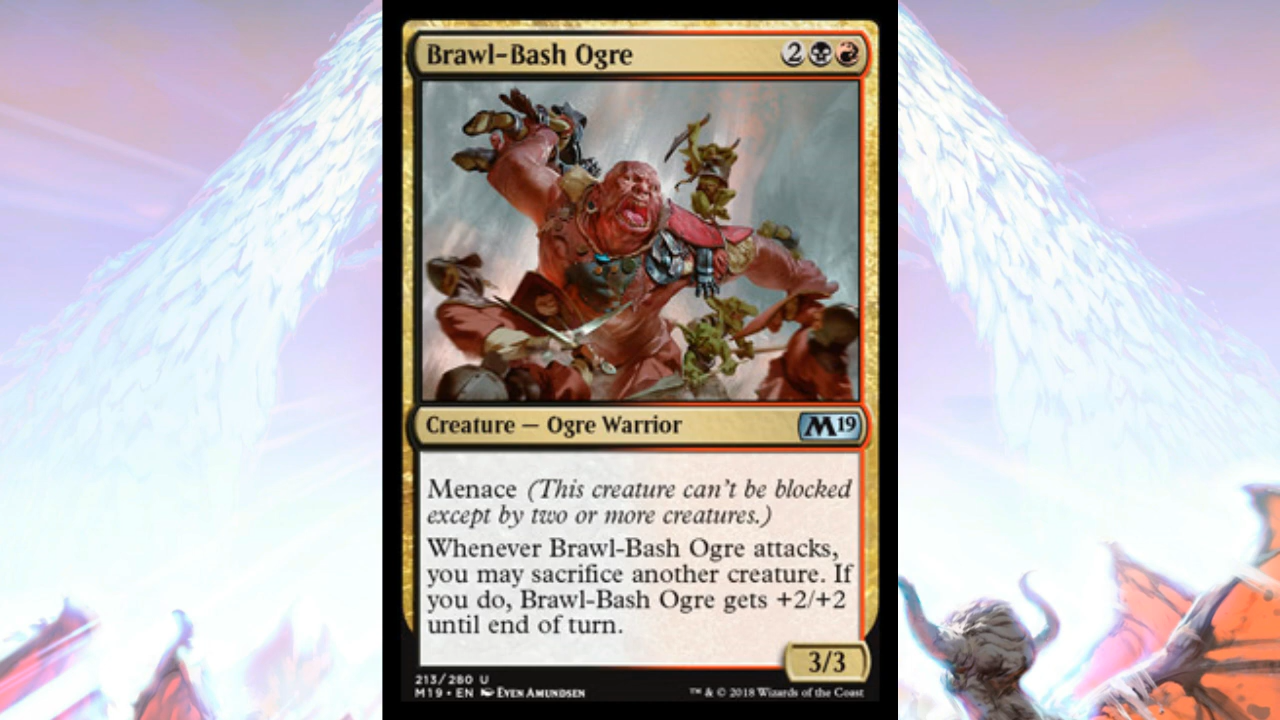 Brawl-Bash Ogre 2
Creature — Ogre Warrior M19
Menace (This creature can't be blocked
except by two or more creatures.)
Whenever Brawl-Bash Ogre attacks,
you may sacrifice another creature. If
you do, Brawl-Bash Ogre gets +2/+2
until end of turn.
3/3
213/280 U
M19 • EN Even Amundsen ™ & © 2018 Wizards of the Coast